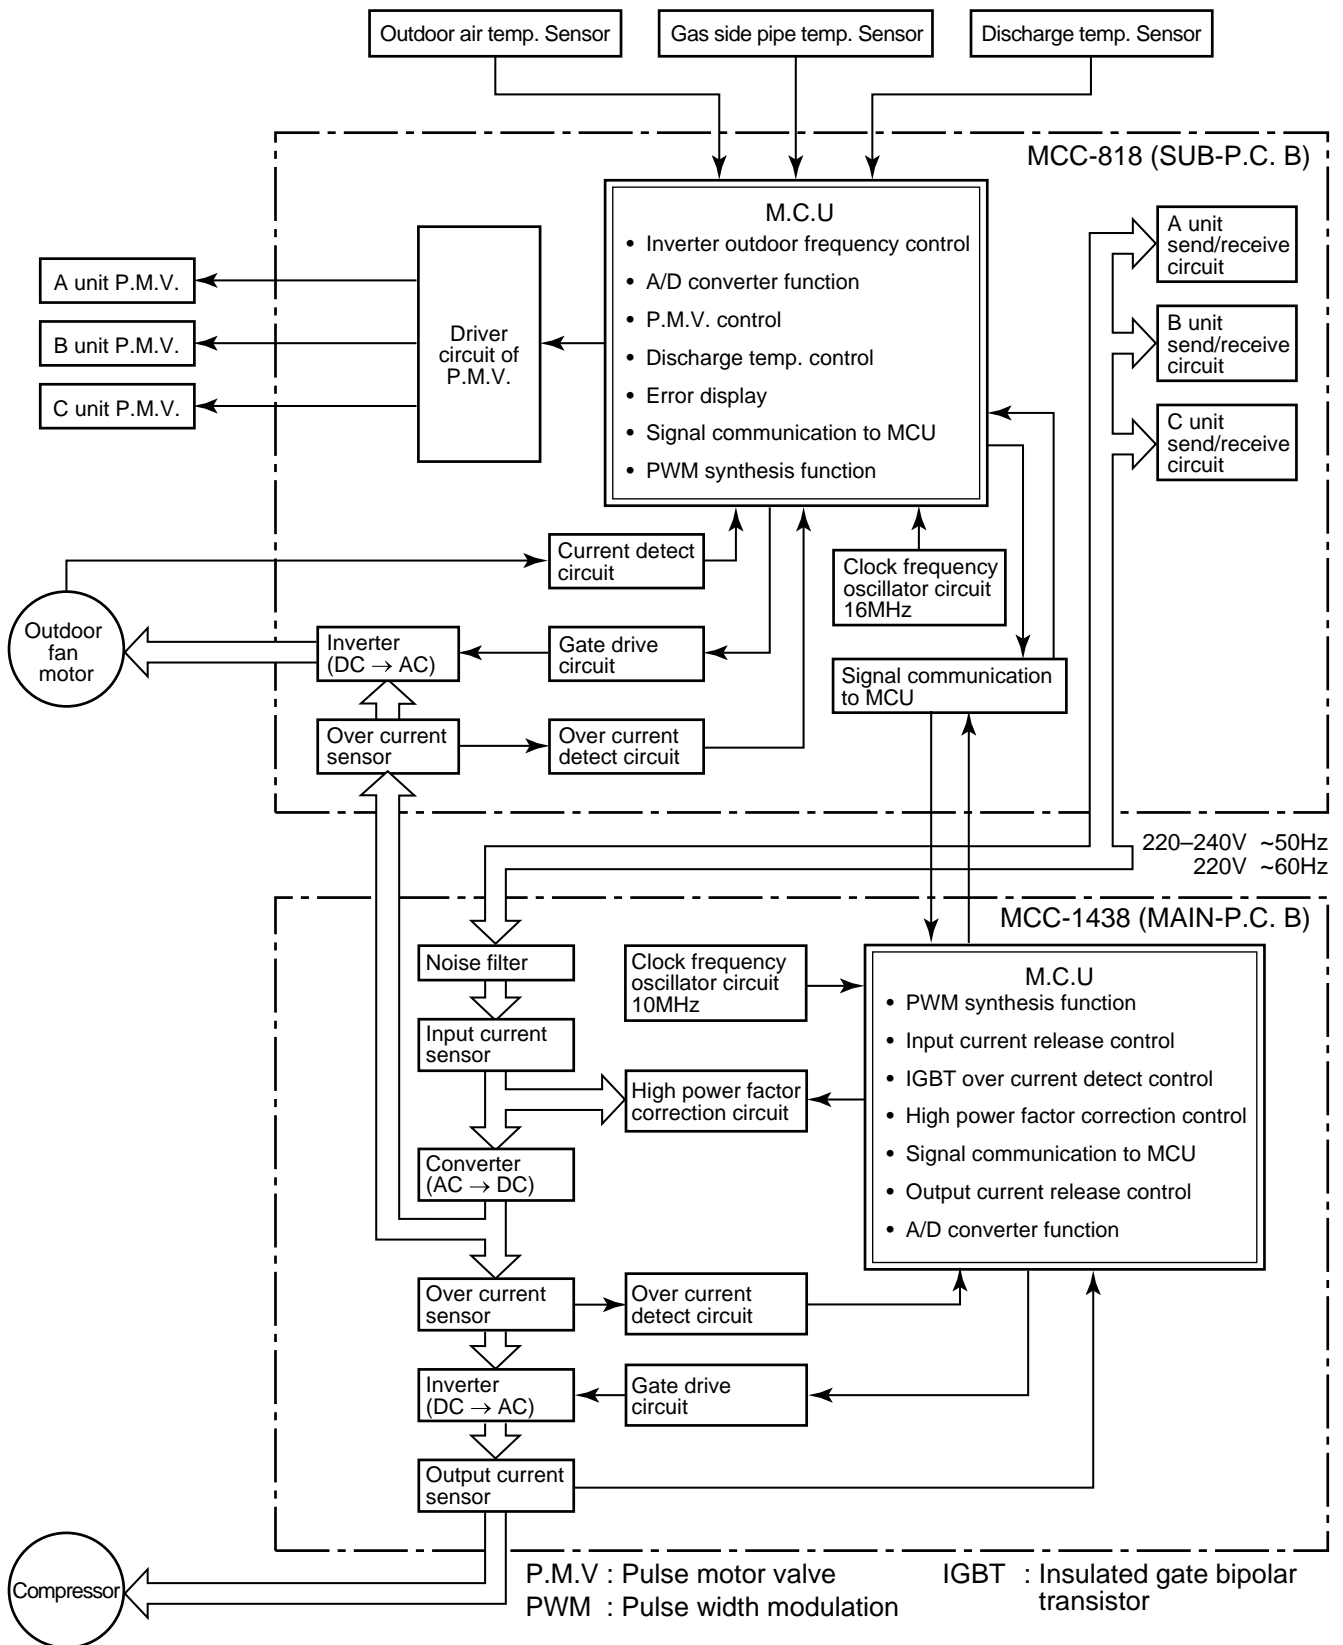 Outdoor air temp. Sensor
Gas side pipe temp. Sensor
Discharge temp. Sensor
MCC-818 (SUB-P.C. B)
M.C.U
• Inverter outdoor frequency control
• A/D converter function
• P.M.V. control
• Discharge temp. control
• Error display
• Signal communication to MCU
• PWM synthesis function
A unit
send/receive
circuit
B unit
send/receive
circuit
C unit
send/receive
circuit
A unit P.M.V.
B unit P.M.V.
C unit P.M.V.
Driver
circuit of
P.M.V.
Current detect
circuit
Clock frequency
oscillator circuit
16MHz
Outdoor
fan
motor
Inverter
(DC → AC)
Gate drive
circuit
Signal communication
to MCU
Over current
sensor
Over current
detect circuit
220–240V ~50Hz
220V ~60Hz
MCC-1438 (MAIN-P.C. B)
Noise filter
Clock frequency
oscillator circuit
10MHz
M.C.U
• PWM synthesis function
• Input current release control
• IGBT over current detect control
• High power factor correction control
• Signal communication to MCU
• Output current release control
• A/D converter function
Input current
sensor
High power factor
correction circuit
Converter
(AC → DC)
Over current
sensor
Over current
detect circuit
Inverter
(DC → AC)
Gate drive
circuit
Output current
sensor
Compressor
P.M.V : Pulse motor valve
PWM : Pulse width modulation
IGBT : Insulated gate bipolar
transistor